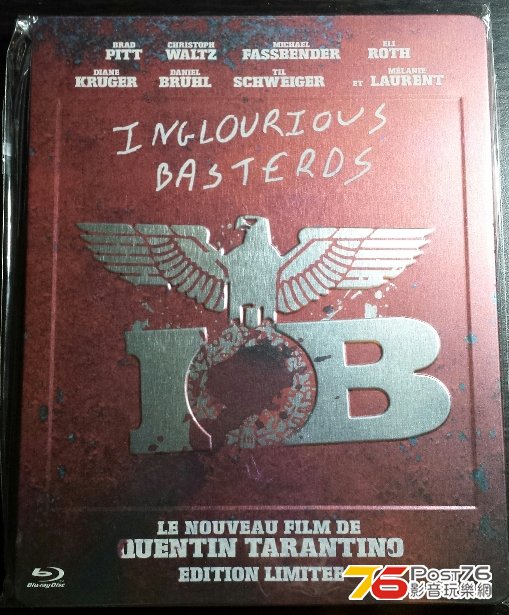 BRAD PITT CHRISTOPH WALTZ MICHAEL FASSBENDER ELI ROTH
DIANE KRUGER DANIEL BRUHL TIL SCHWEIGER ET MÉLANIE LAURENT
INGLOURIOUS
BASTERDS
IB
LE NOUVEAU FILM DE
QUENTIN TARANTINO
EDITION LIMITEE
Blu-ray Disc
76 Post76
影音玩樂網